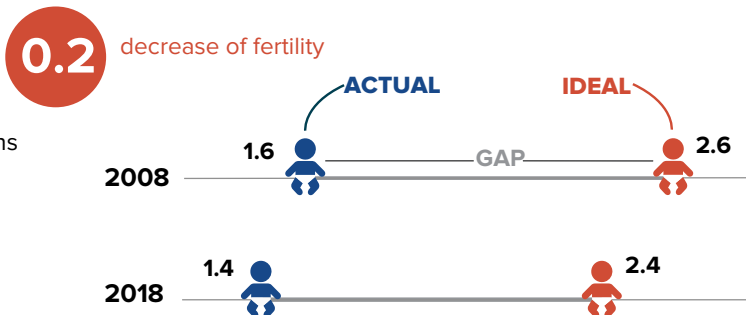 0.2 decrease of fertility
ACTUAL IDEAL
1.6 GAP 2.6
2008
1.4 2.4
2018